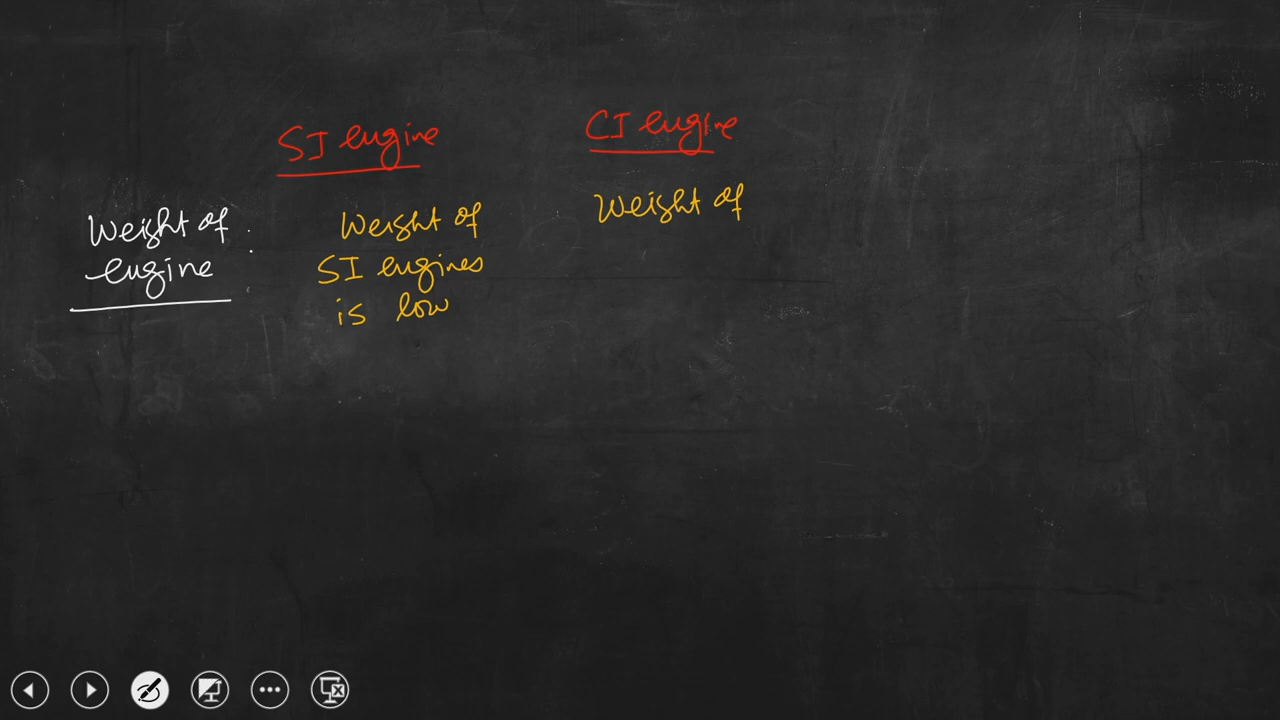 SI engine
CI engine
Weight of :
engine
Weight of
SI engines
is low
Weight of